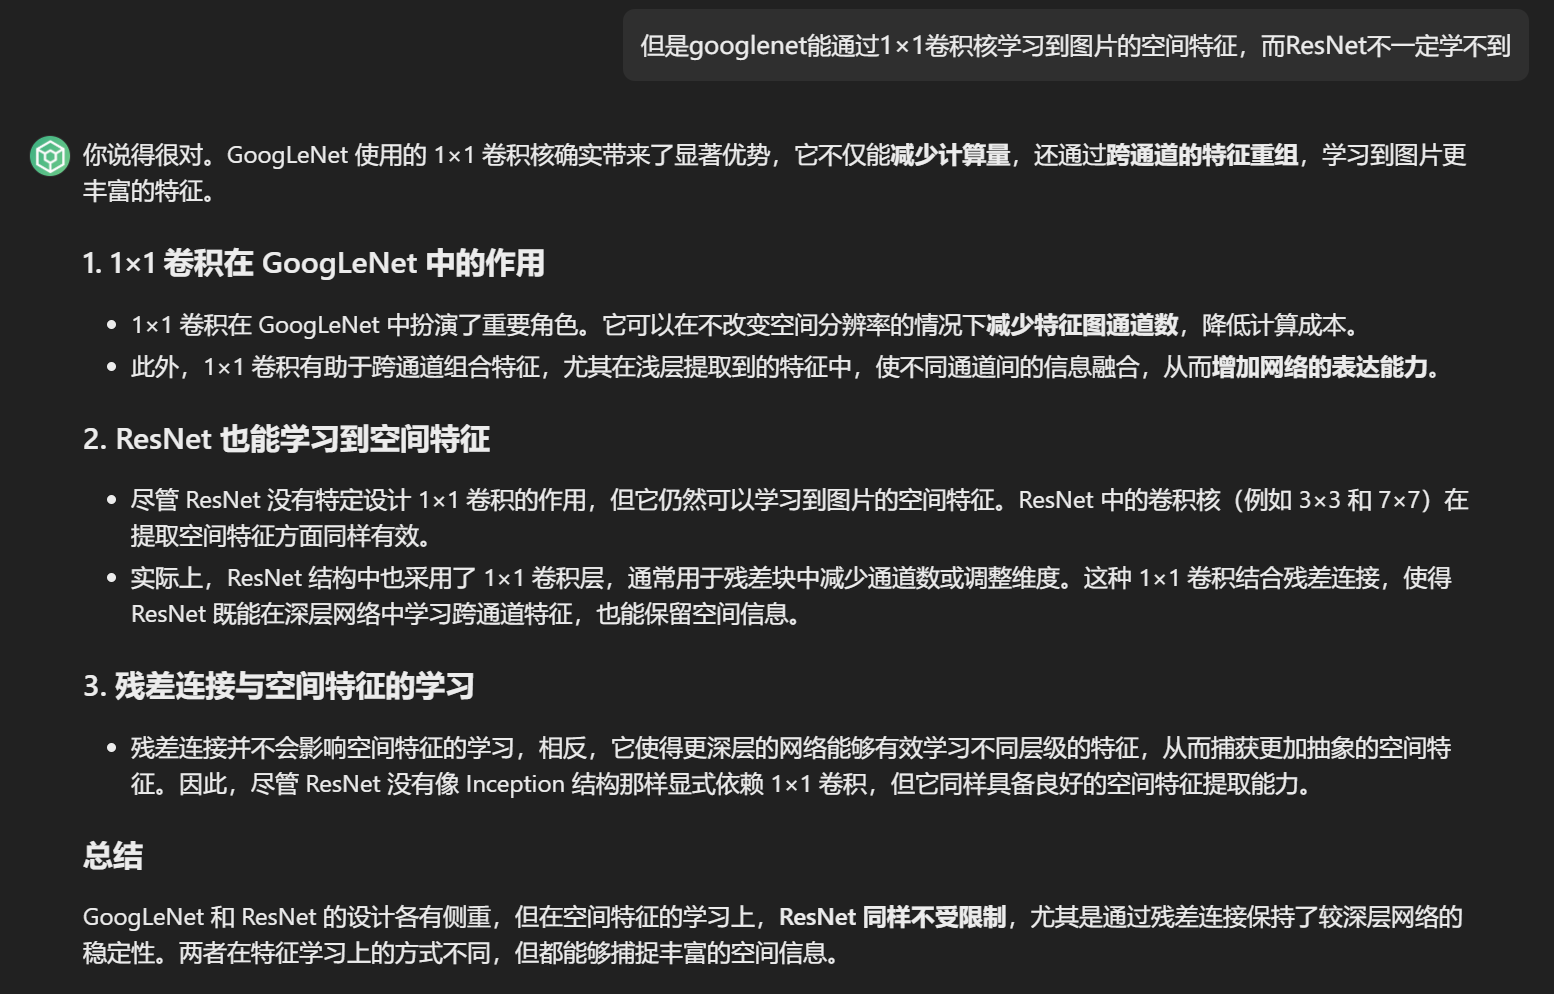 但是googlenet能通过1×1卷积核学习到图片的空间特征，而ResNet不一定学不到
你说得很对。GoogLeNet 使用的 1×1 卷积核确实带来了显著优势，它不仅能减少计算量，还通过跨通道的特征重组，学习到图片更
丰富的特征。
1. 1×1 卷积在 GoogLeNet 中的作用
• 1×1 卷积在 GoogLeNet 中扮演了重要角色。它可以在不改变空间分辨率的情况下减少特征图通道数，降低计算成本。
• 此外，1×1 卷积有助于跨通道组合特征，尤其在浅层提取到的特征中，使不同通道间的信息融合，从而增加网络的表达能力。
2. ResNet 也能学习到空间特征
• 尽管 ResNet 没有特定设计 1×1 卷积的作用，但它仍然可以学习到图片的空间特征。ResNet 中的卷积核（例如 3×3 和 7×7）在
提取空间特征方面同样有效。
• 实际上，ResNet 结构中也采用了 1×1 卷积层，通常用于残差块中减少通道数或调整维度。这种 1×1 卷积结合残差连接，使得
ResNet 既能在深层网络中学习跨通道特征，也能保留空间信息。
3. 残差连接与空间特征的学习
• 残差连接并不会影响空间特征的学习，相反，它使得更深层的网络能够有效学习不同层级的特征，从而捕获更加抽象的空间特
征。因此，尽管 ResNet 没有像 Inception 结构那样显式依赖 1×1 卷积，但它同样具备良好的空间特征提取能力。
总结
GoogLeNet 和 ResNet 的设计各有侧重，但在空间特征的学习上，ResNet 同样不受限制，尤其是通过残差连接保持了较深层网络的
稳定性。两者在特征学习上的方式不同，但都能够捕捉丰富的空间信息。